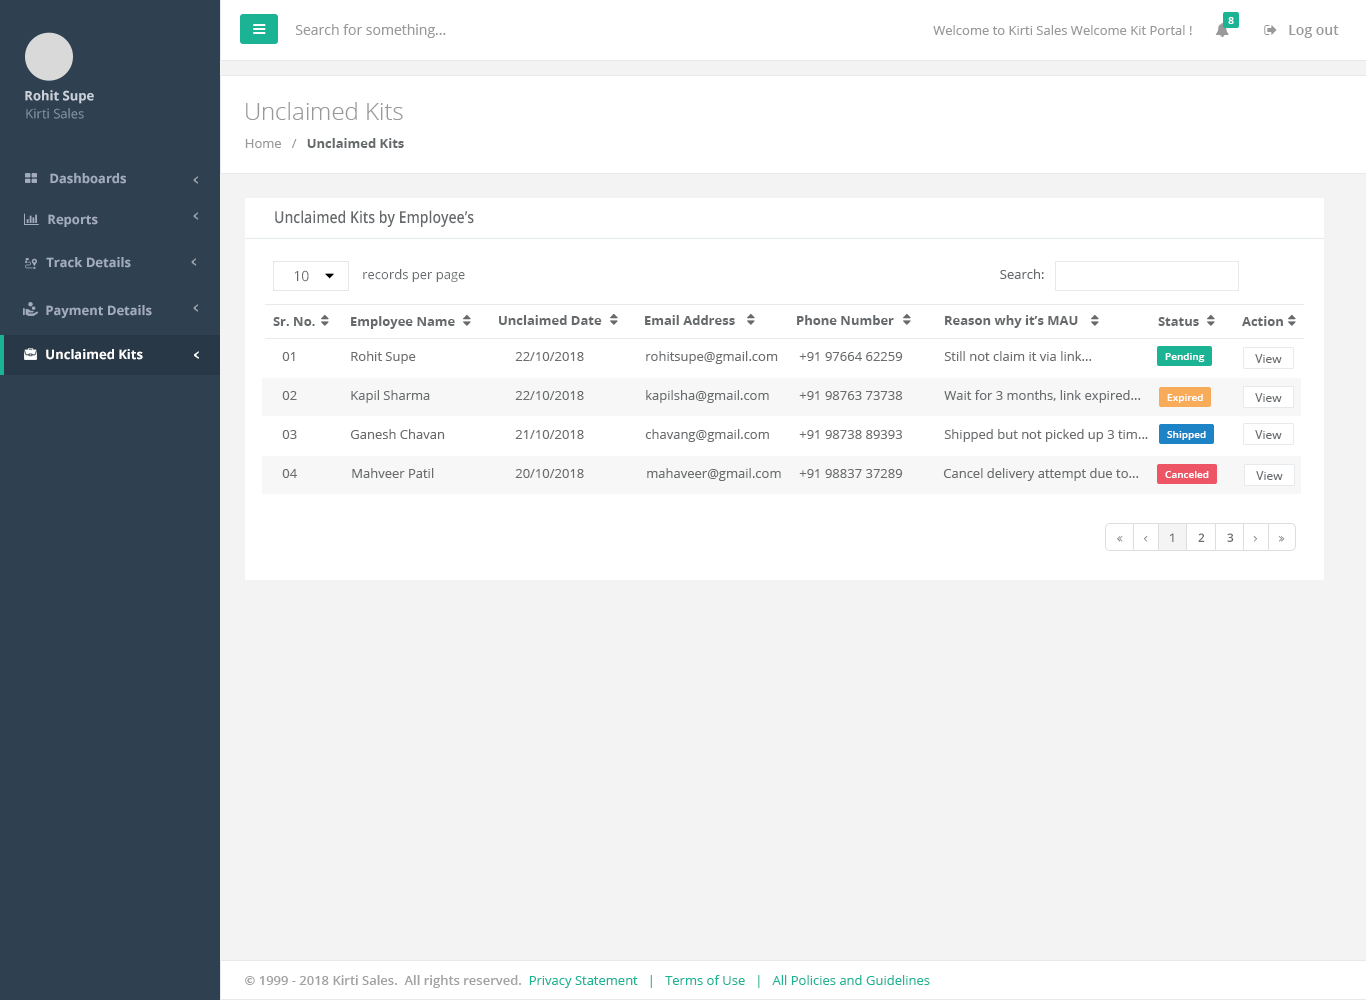 Search for something...
Welcome to Kirti Sales Welcome Kit Portal !
8
Log out
Rohit Supe
Kirti Sales
Dashboards
Reports
Track Details
Payment Details
Unclaimed Kits
Unclaimed Kits
Home / Unclaimed Kits
Unclaimed Kits by Employee’s
10 records per page Search:
Sr. No. Employee Name Unclaimed Date Email Address Phone Number Reason why it’s MAU Status Action
01 Rohit Supe 22/10/2018 rohitsupe@gmail.com +91 97664 62259 Still not claim it via link... Pending View
02 Kapil Sharma 22/10/2018 kapilsha@gmail.com +91 98763 73738 Wait for 3 months, link expired... Expired View
03 Ganesh Chavan 21/10/2018 chavang@gmail.com +91 98738 89393 Shipped but not picked up 3 tim... Shipped View
04 Mahveer Patil 20/10/2018 mahaveer@gmail.com +91 98837 37289 Cancel delivery attempt due to... Canceled View
« ‹ 1 2 3 › »
© 1999 - 2018 Kirti Sales. All rights reserved. Privacy Statement | Terms of Use | All Policies and Guidelines